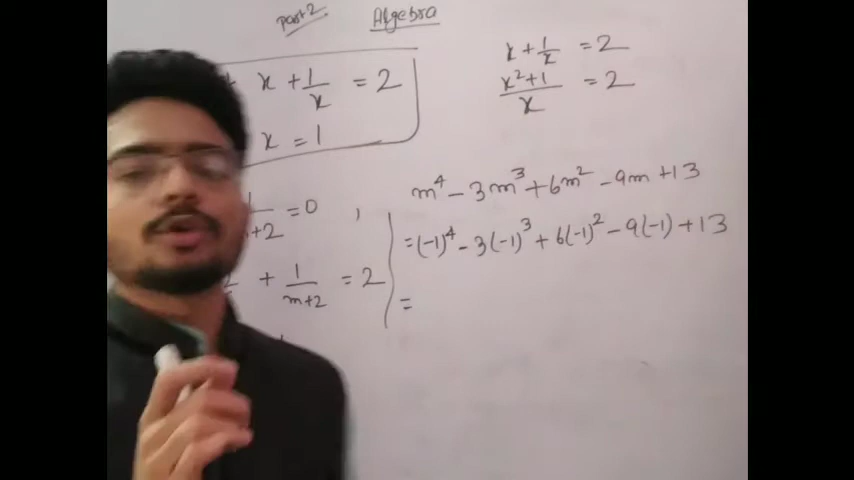 part 2 Algebra
x + 1/x = 2
x = 1
x + 1/x = 2
x² + 1 / x = 2
= 0 ,
+ 1/m+2 = 2
m⁴ - 3m³ + 6m² - 9m + 13
= (-1)⁴ - 3(-1)³ + 6(-1)² - 9(-1) + 13
=